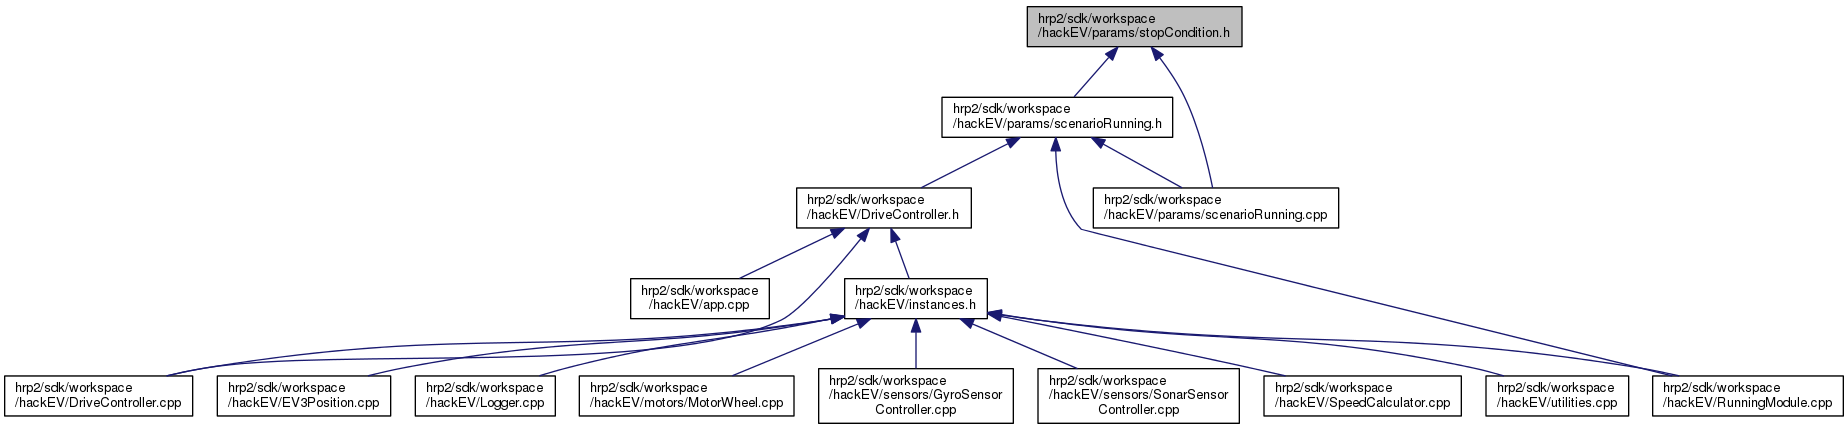 hrp2/sdk/workspace
/hackEV/params/stopCondition.h
hrp2/sdk/workspace
/hackEV/params/scenarioRunning.h
hrp2/sdk/workspace
/hackEV/DriveController.h
hrp2/sdk/workspace
/hackEV/params/scenarioRunning.cpp
hrp2/sdk/workspace
/hackEV/app.cpp
hrp2/sdk/workspace
/hackEV/instances.h
hrp2/sdk/workspace
/hackEV/DriveController.cpp
hrp2/sdk/workspace
/hackEV/EV3Position.cpp
hrp2/sdk/workspace
/hackEV/Logger.cpp
hrp2/sdk/workspace
/hackEV/motors/MotorWheel.cpp
hrp2/sdk/workspace
/hackEV/sensors/GyroSensor
Controller.cpp
hrp2/sdk/workspace
/hackEV/sensors/SonarSensor
Controller.cpp
hrp2/sdk/workspace
/hackEV/SpeedCalculator.cpp
hrp2/sdk/workspace
/hackEV/utilities.cpp
hrp2/sdk/workspace
/hackEV/RunningModule.cpp